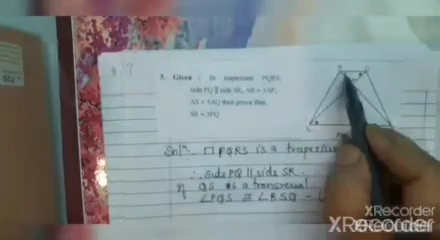 5. Given : In trapezium PQRS,
side PQ ∥ side SR, AR = 5AP,
AS = 5AQ then prove that,
SR = 5PQ
Solⁿ:- □ PQRS is a trapezium
∴ side PQ ∥ side SR.
if QS is a transversal
∠PQS ≅ ∠RSQ -
XRecorder
XRecorder